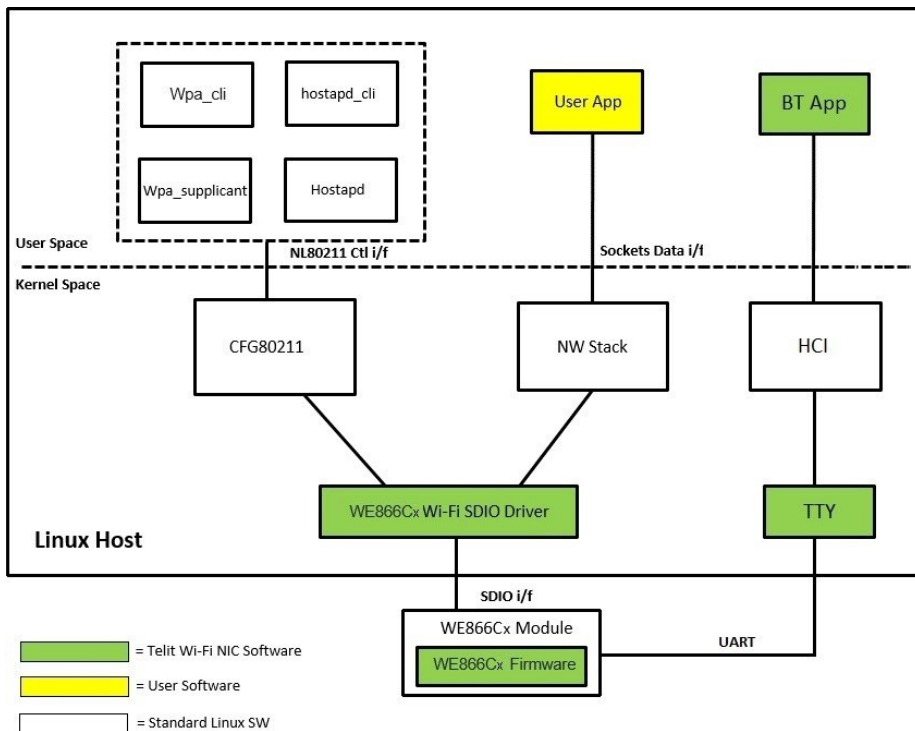 Wpa_cli
hostapd_cli
Wpa_supplicant
Hostapd
User App
BT App
User Space
NL80211 Ctl i/f
Sockets Data i/f
Kernel Space
CFG80211
NW Stack
HCI
WE866Cx Wi-Fi SDIO Driver
TTY
Linux Host
SDIO i/f
WE866Cx Module
WE866Cx Firmware
UART
= Telit Wi-Fi NIC Software
= User Software
= Standard Linux SW